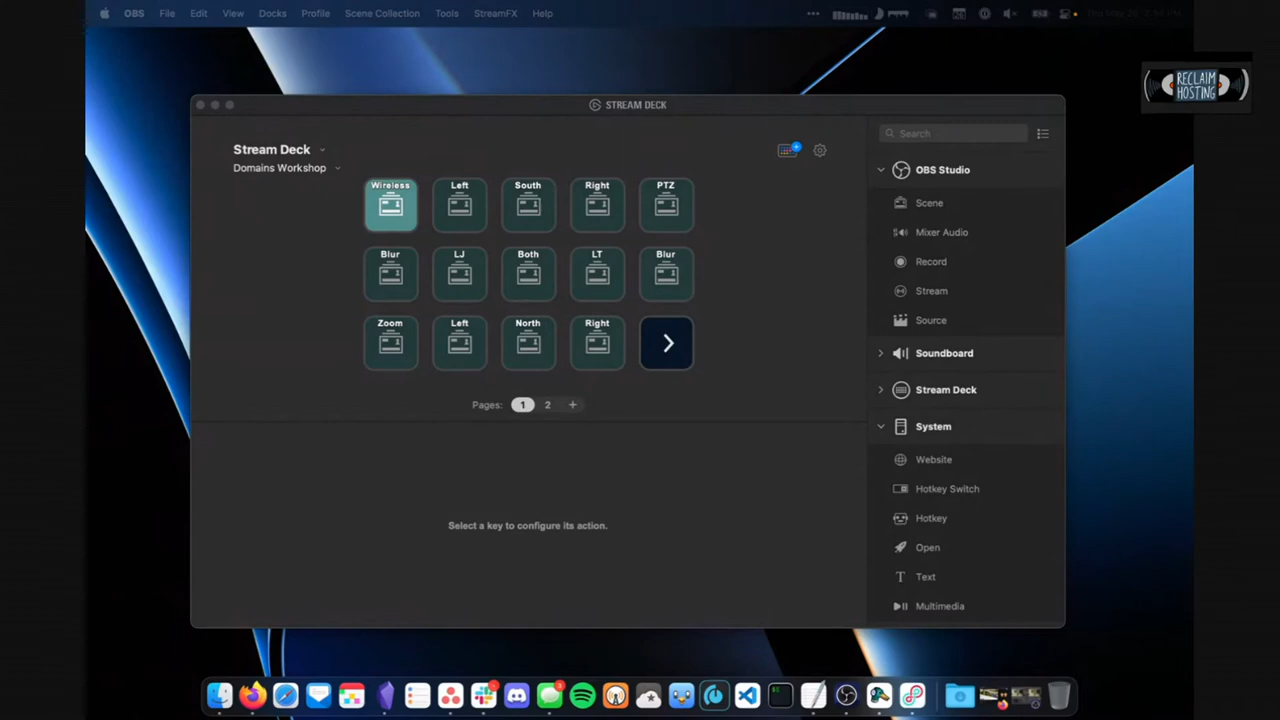 OBS File Edit View Docks Profile Scene Collection Tools StreamFX Help
RECLAIM
HOSTING
STREAM DECK
Stream Deck
Domains Workshop
Wireless Left South Right PTZ
Blur LJ Both LT Blur
Zoom Left North Right
Pages: 1 2 +
Select a key to configure its action.
Search
OBS Studio
Scene
Mixer Audio
Record
Stream
Source
Soundboard
Stream Deck
System
Website
Hotkey Switch
Hotkey
Open
Text
Multimedia